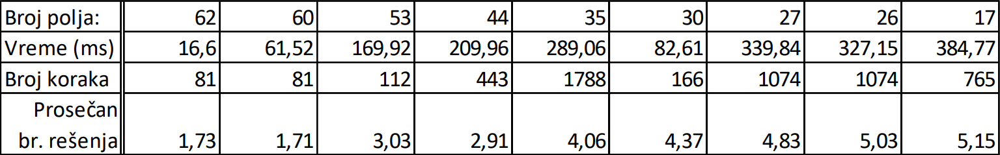 Broj polja: 62 60 53 44 35 30 27 26 17
Vreme (ms) 16,6 61,52 169,92 209,96 289,06 82,61 339,84 327,15 384,77
Broj koraka 81 81 112 443 1788 166 1074 1074 765
Prosečan
br. rešenja 1,73 1,71 3,03 2,91 4,06 4,37 4,83 5,03 5,15